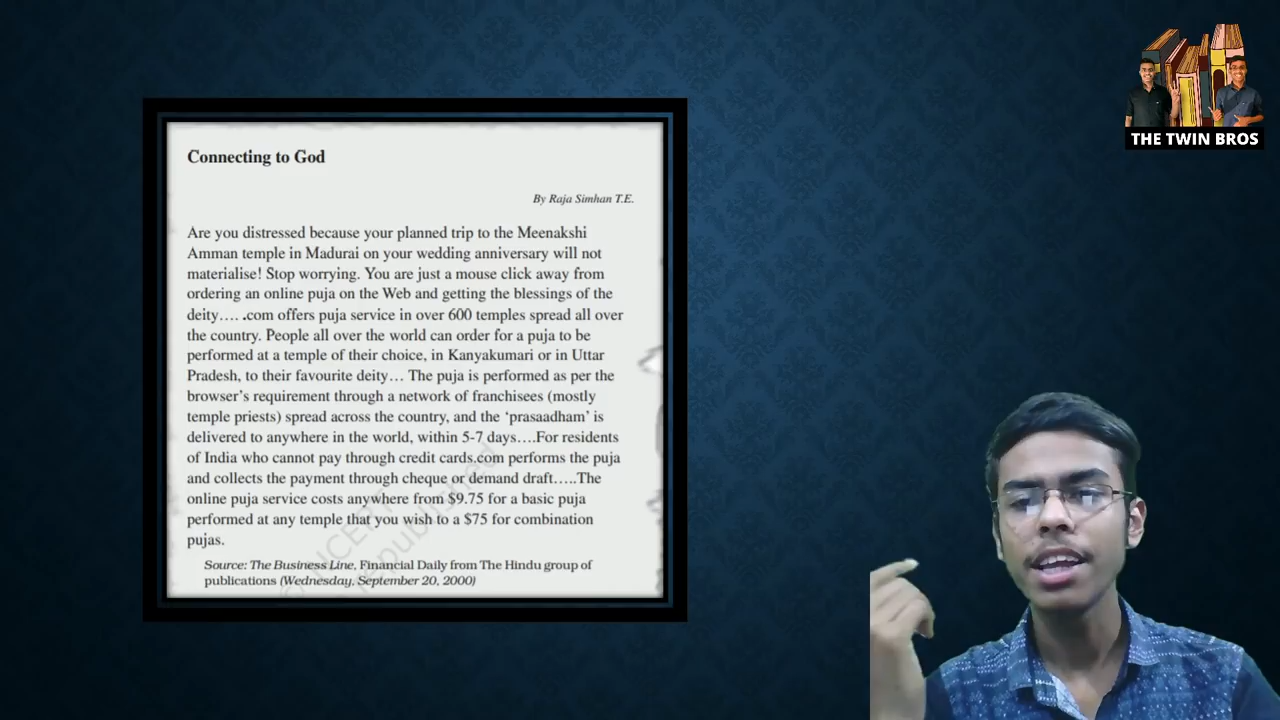 Connecting to God
By Raja Simhan T.E.
Are you distressed because your planned trip to the Meenakshi
Amman temple in Madurai on your wedding anniversary will not
materialise! Stop worrying. You are just a mouse click away from
ordering an online puja on the Web and getting the blessings of the
deity…. .com offers puja service in over 600 temples spread all over
the country. People all over the world can order for a puja to be
performed at a temple of their choice, in Kanyakumari or in Uttar
Pradesh, to their favourite deity… The puja is performed as per the
browser’s requirement through a network of franchisees (mostly
temple priests) spread across the country, and the ‘prasaadham’ is
delivered to anywhere in the world, within 5-7 days….For residents
of India who cannot pay through credit cards.com performs the puja
and collects the payment through cheque or demand draft…..The
online puja service costs anywhere from $9.75 for a basic puja
performed at any temple that you wish to a $75 for combination
pujas.
Source: The Business Line, Financial Daily from The Hindu group of
publications (Wednesday, September 20, 2000)
THE TWIN BROS